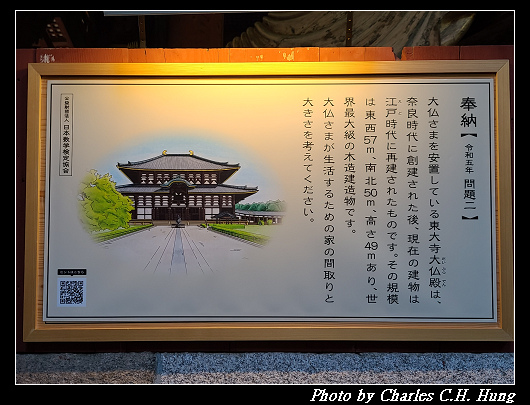 奉納【令和五年 問題二】
大仏さまを安置している東大寺大仏殿は、
奈良時代に創建された後、現在の建物は
江戸時代に再建されたものです。その規模
は東西57m、南北50m、高さ49mあり、世
界最大級の木造建造物です。
大仏さまが生活するための家の間取りと
大きさを考えてください。
公益財団法人 日本数学検定協会
Photo by Charles C.H. Hung